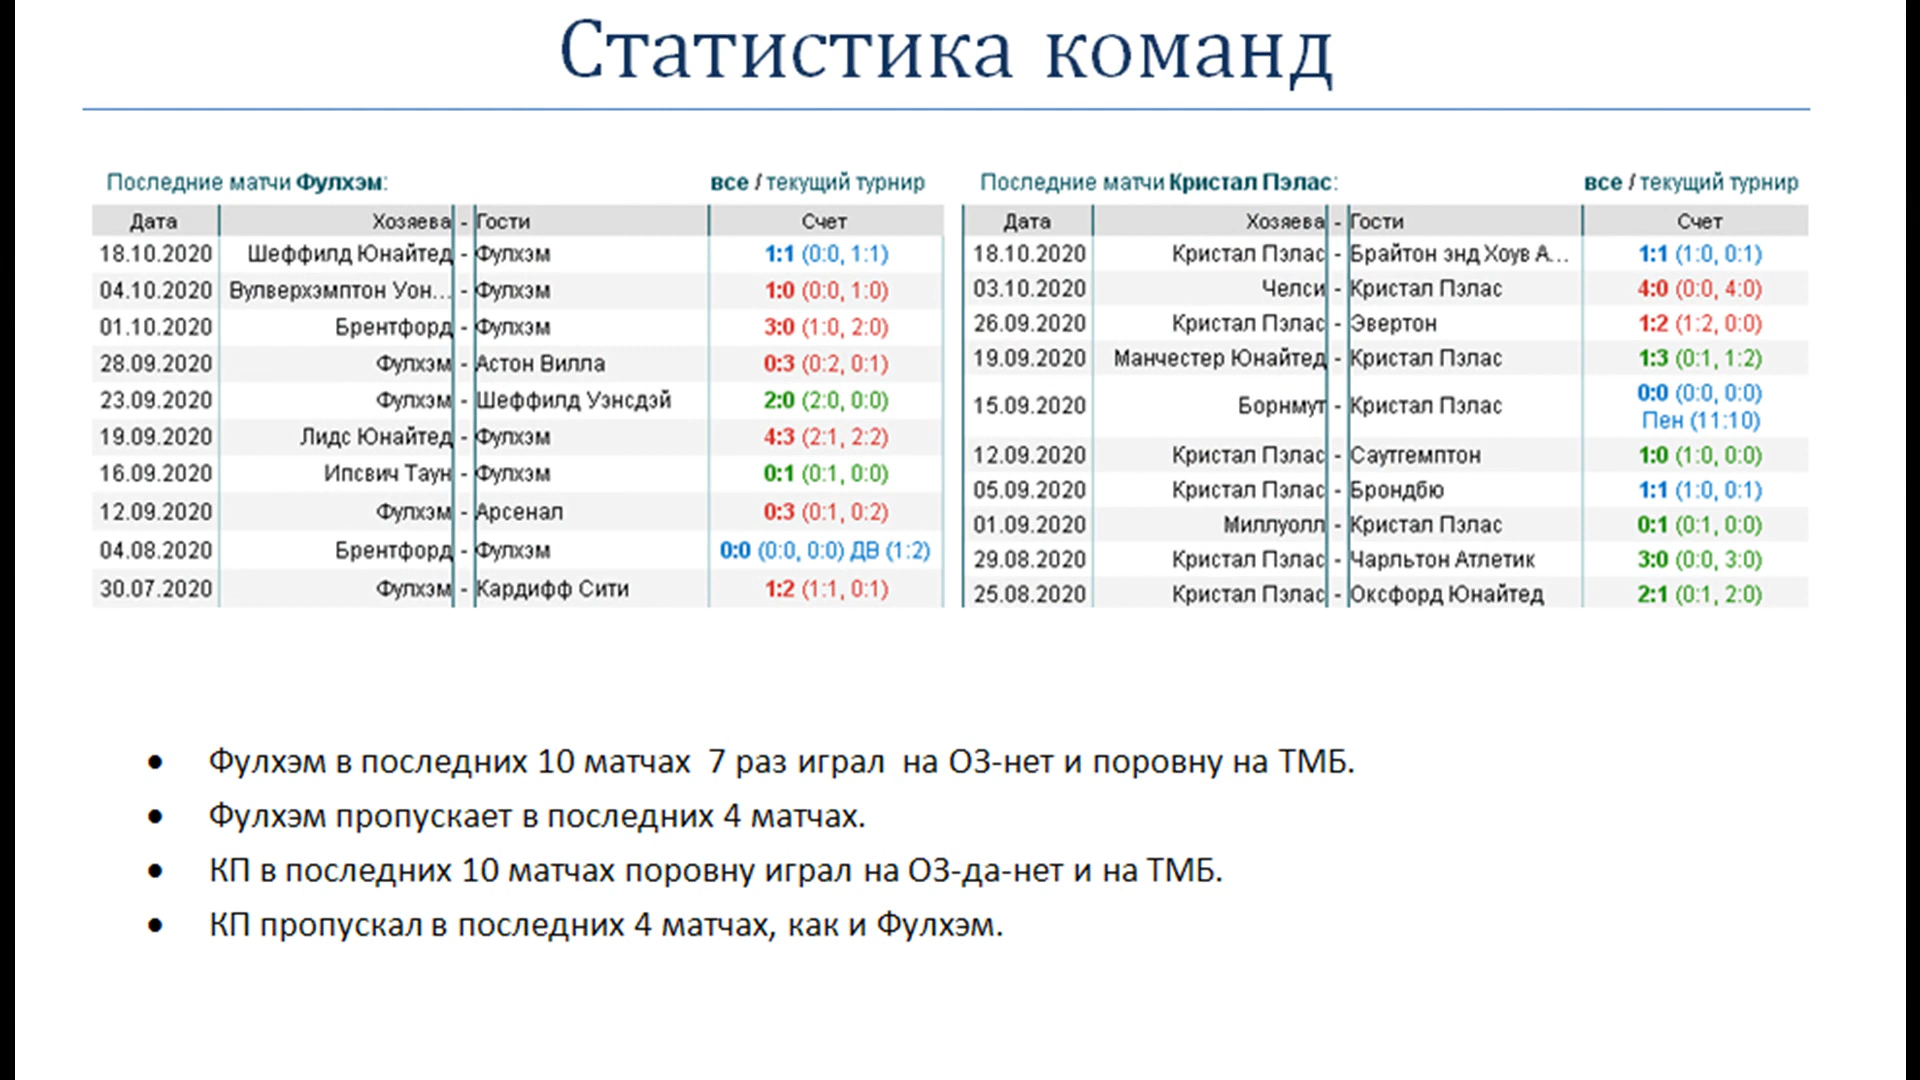 Статистика команд
Последние матчи Фулхэм: все / текущий турнир
Дата Хозяева - Гости Счет
18.10.2020 Шеффилд Юнайтед - Фулхэм 1:1 (0:0, 1:1)
04.10.2020 Вулверхэмптон Уон... - Фулхэм 1:0 (0:0, 1:0)
01.10.2020 Брентфорд - Фулхэм 3:0 (1:0, 2:0)
28.09.2020 Фулхэм - Астон Вилла 0:3 (0:2, 0:1)
23.09.2020 Фулхэм - Шеффилд Уэнсдэй 2:0 (2:0, 0:0)
19.09.2020 Лидс Юнайтед - Фулхэм 4:3 (2:1, 2:2)
16.09.2020 Ипсвич Таун - Фулхэм 0:1 (0:1, 0:0)
12.09.2020 Фулхэм - Арсенал 0:3 (0:1, 0:2)
04.08.2020 Брентфорд - Фулхэм 0:0 (0:0, 0:0) ДВ (1:2)
30.07.2020 Фулхэм - Кардифф Сити 1:2 (1:1, 0:1)
Последние матчи Кристал Пэлас: все / текущий турнир
Дата Хозяева - Гости Счет
18.10.2020 Кристал Пэлас - Брайтон энд Хоув А... 1:1 (1:0, 0:1)
03.10.2020 Челси - Кристал Пэлас 4:0 (0:0, 4:0)
26.09.2020 Кристал Пэлас - Эвертон 1:2 (1:2, 0:0)
19.09.2020 Манчестер Юнайтед - Кристал Пэлас 1:3 (0:1, 1:2)
15.09.2020 Борнмут - Кристал Пэлас 0:0 (0:0, 0:0)
Пен (11:10)
12.09.2020 Кристал Пэлас - Саутгемптон 1:0 (1:0, 0:0)
05.09.2020 Кристал Пэлас - Брондбю 1:1 (1:0, 0:1)
01.09.2020 Миллуолл - Кристал Пэлас 0:1 (0:1, 0:0)
29.08.2020 Кристал Пэлас - Чарльтон Атлетик 3:0 (0:0, 3:0)
25.08.2020 Кристал Пэлас - Оксфорд Юнайтед 2:1 (0:1, 2:0)
• Фулхэм в последних 10 матчах 7 раз играл на ОЗ-нет и поровну на ТМБ.
• Фулхэм пропускает в последних 4 матчах.
• КП в последних 10 матчах поровну играл на ОЗ-да-нет и на ТМБ.
• КП пропускал в последних 4 матчах, как и Фулхэм.